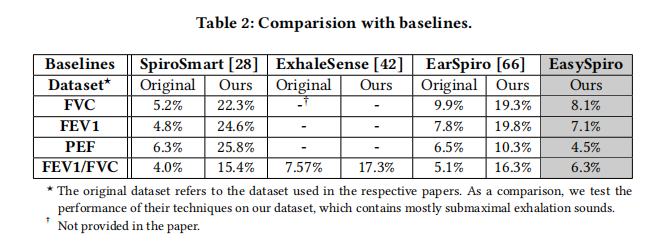 Table 2: Comparision with baselines.
Baselines SpiroSmart [28] ExhaleSense [42] EarSpiro [66] EasySpiro
Dataset★ Original Ours Original Ours Original Ours Ours
FVC 5.2% 22.3% -† - 9.9% 19.3% 8.1%
FEV1 4.8% 24.6% - - 7.8% 19.8% 7.1%
PEF 6.3% 25.8% - - 6.5% 10.3% 4.5%
FEV1/FVC 4.0% 15.4% 7.57% 17.3% 5.1% 16.3% 6.3%
★ The original dataset refers to the dataset used in the respective papers. As a comparison, we test the
performance of their techniques on our dataset, which contains mostly submaximal exhalation sounds.
† Not provided in the paper.